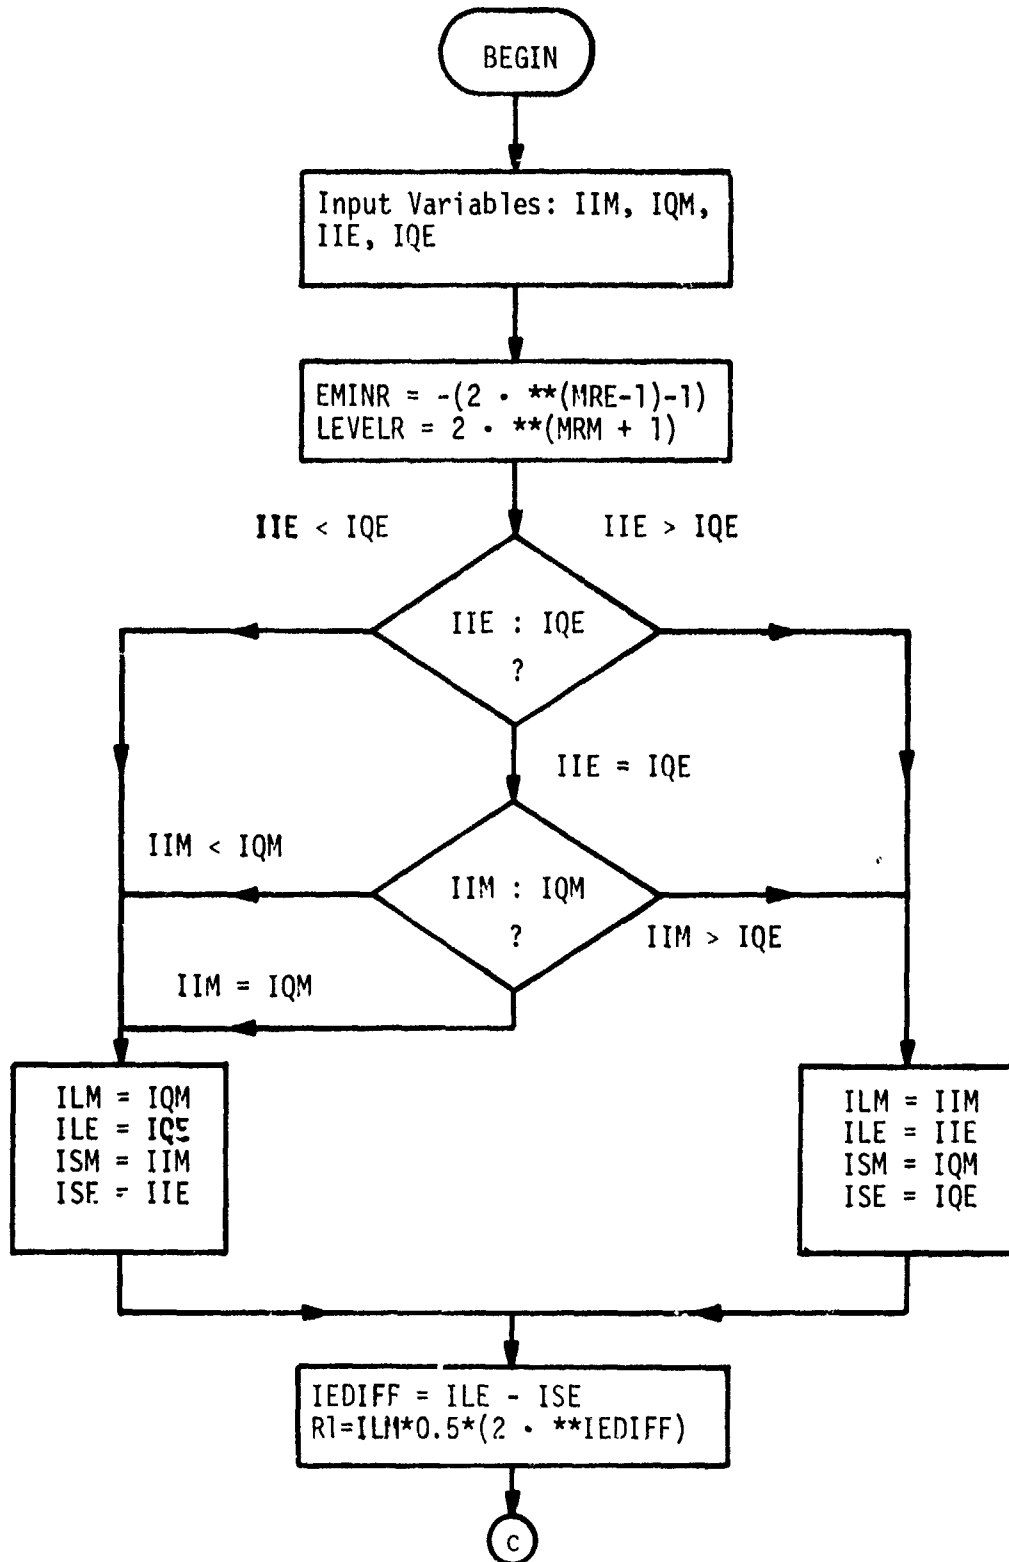 BEGIN
Input Variables: IIM, IQM,
IIE, IQE
EMINR = -(2 · **(MRE-1)-1)
LEVELR = 2 · **(MRM + 1)
IIE < IQE
IIE > IQE
IIE : IQE
?
IIE = IQE
IIM < IQM
IIM : IQM
?
IIM > IQE
IIM = IQM
ILM = IQM
ILE = IQE
ISM = IIM
ISE = IIE
ILM = IIM
ILE = IIE
ISM = IQM
ISE = IQE
IEDIFF = ILE - ISE
R1=ILM*0.5*(2 · **IEDIFF)
C